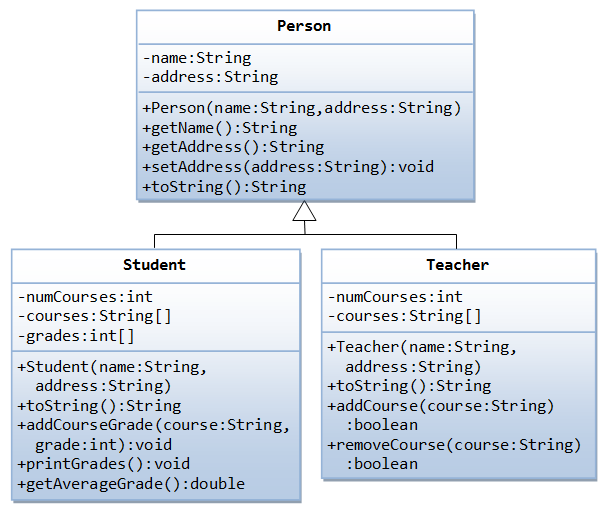 Person
-name:String
-address:String
+Person(name:String,address:String)
+getName():String
+getAddress():String
+setAddress(address:String):void
+toString():String
Student
-numCourses:int
-courses:String[]
-grades:int[]
+Student(name:String,
address:String)
+toString():String
+addCourseGrade(course:String,
grade:int):void
+printGrades():void
+getAverageGrade():double
Teacher
-numCourses:int
-courses:String[]
+Teacher(name:String,
address:String)
+toString():String
+addCourse(course:String)
:boolean
+removeCourse(course:String)
:boolean